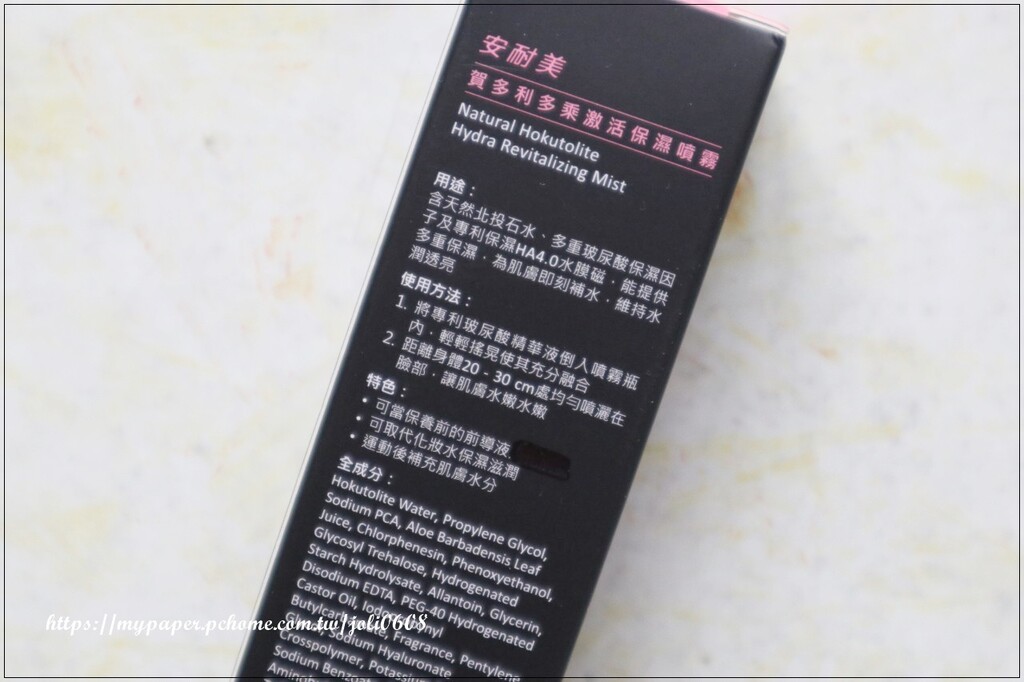 安耐美
賀多利多乘激活保濕噴霧
Natural Hokutolite
Hydra Revitalizing Mist
用途：
含天然北投石水、多重玻尿酸保濕因
子及專利保濕HA4.0水膜磁，能提供
多重保濕，為肌膚即刻補水，維持水
潤透亮
使用方法：
1. 將專利玻尿酸精華液倒入噴霧瓶
內，輕輕搖晃使其充分融合
2. 距離身體20 - 30 cm處均勻噴灑在
臉部，讓肌膚水嫩水嫩
特色：
• 可當保養前的前導液
• 可取代化妝水保濕滋潤
• 運動後補充肌膚水分
全成分：
Hokutolite Water, Propylene Glycol,
Sodium PCA, Aloe Barbadensis Leaf
Juice, Chlorphenesin, Phenoxyethanol,
Glycosyl Trehalose, Hydrogenated
Starch Hydrolysate, Allantoin, Glycerin,
Disodium EDTA, PEG-40 Hydrogenated
Castor Oil,
Fragrance, Pentylene
Sodium Hyaluronate
Crosspolymer,
Sodium
https://mypaper.pchome.com.tw/joli0608